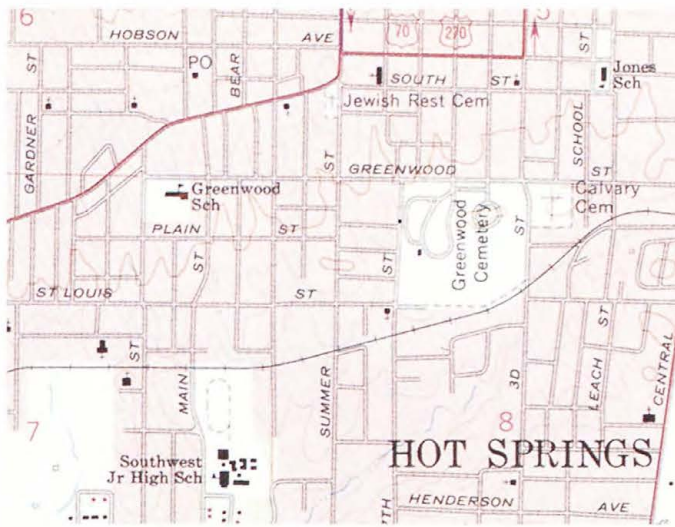 6
5
HOBSON AVE
70
270
ST
ST
PO
BEAR
SOUTH ST
Jones
Sch
Jewish Rest Cem
GARDNER
ST
SCHOOL
GREENWOOD ST
Greenwood
Sch
Calvary
Cem
Greenwood
Cemetery
ST
PLAIN ST
ST
ST
ST LOUIS ST
ST
ST
MAIN
SUMMER
3D
LEACH
CENTRAL
7
8
HOT SPRINGS
Southwest
Jr High Sch
TH
HENDERSON AVE